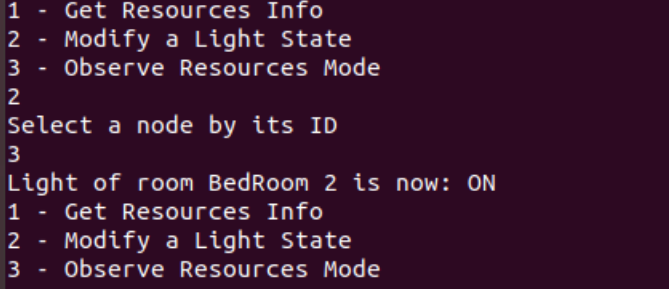 1 - Get Resources Info
2 - Modify a Light State
3 - Observe Resources Mode
2
Select a node by its ID
3
Light of room BedRoom 2 is now: ON
1 - Get Resources Info
2 - Modify a Light State
3 - Observe Resources Mode